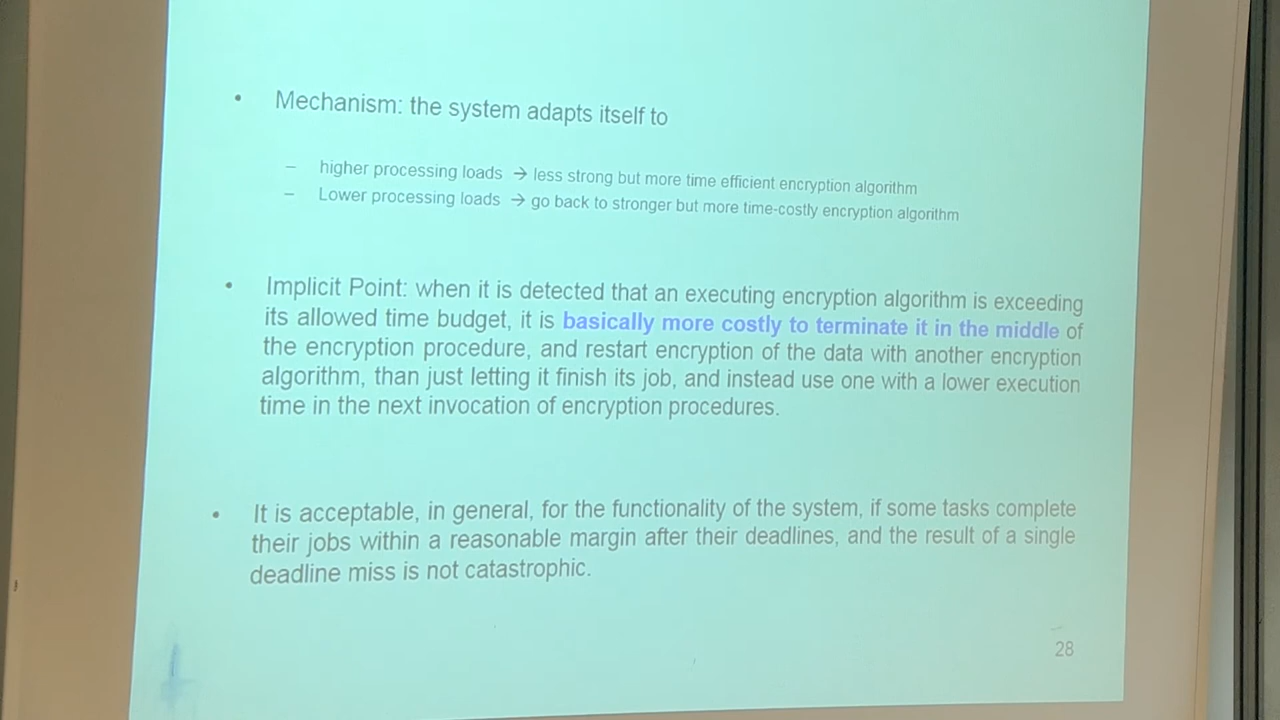 • Mechanism: the system adapts itself to
– higher processing loads → less strong but more time efficient encryption algorithm
– Lower processing loads → go back to stronger but more time-costly encryption algorithm
• Implicit Point: when it is detected that an executing encryption algorithm is exceeding
its allowed time budget, it is basically more costly to terminate it in the middle of
the encryption procedure, and restart encryption of the data with another encryption
algorithm, than just letting it finish its job, and instead use one with a lower execution
time in the next invocation of encryption procedures.
• It is acceptable, in general, for the functionality of the system, if some tasks complete
their jobs within a reasonable margin after their deadlines, and the result of a single
deadline miss is not catastrophic.
28